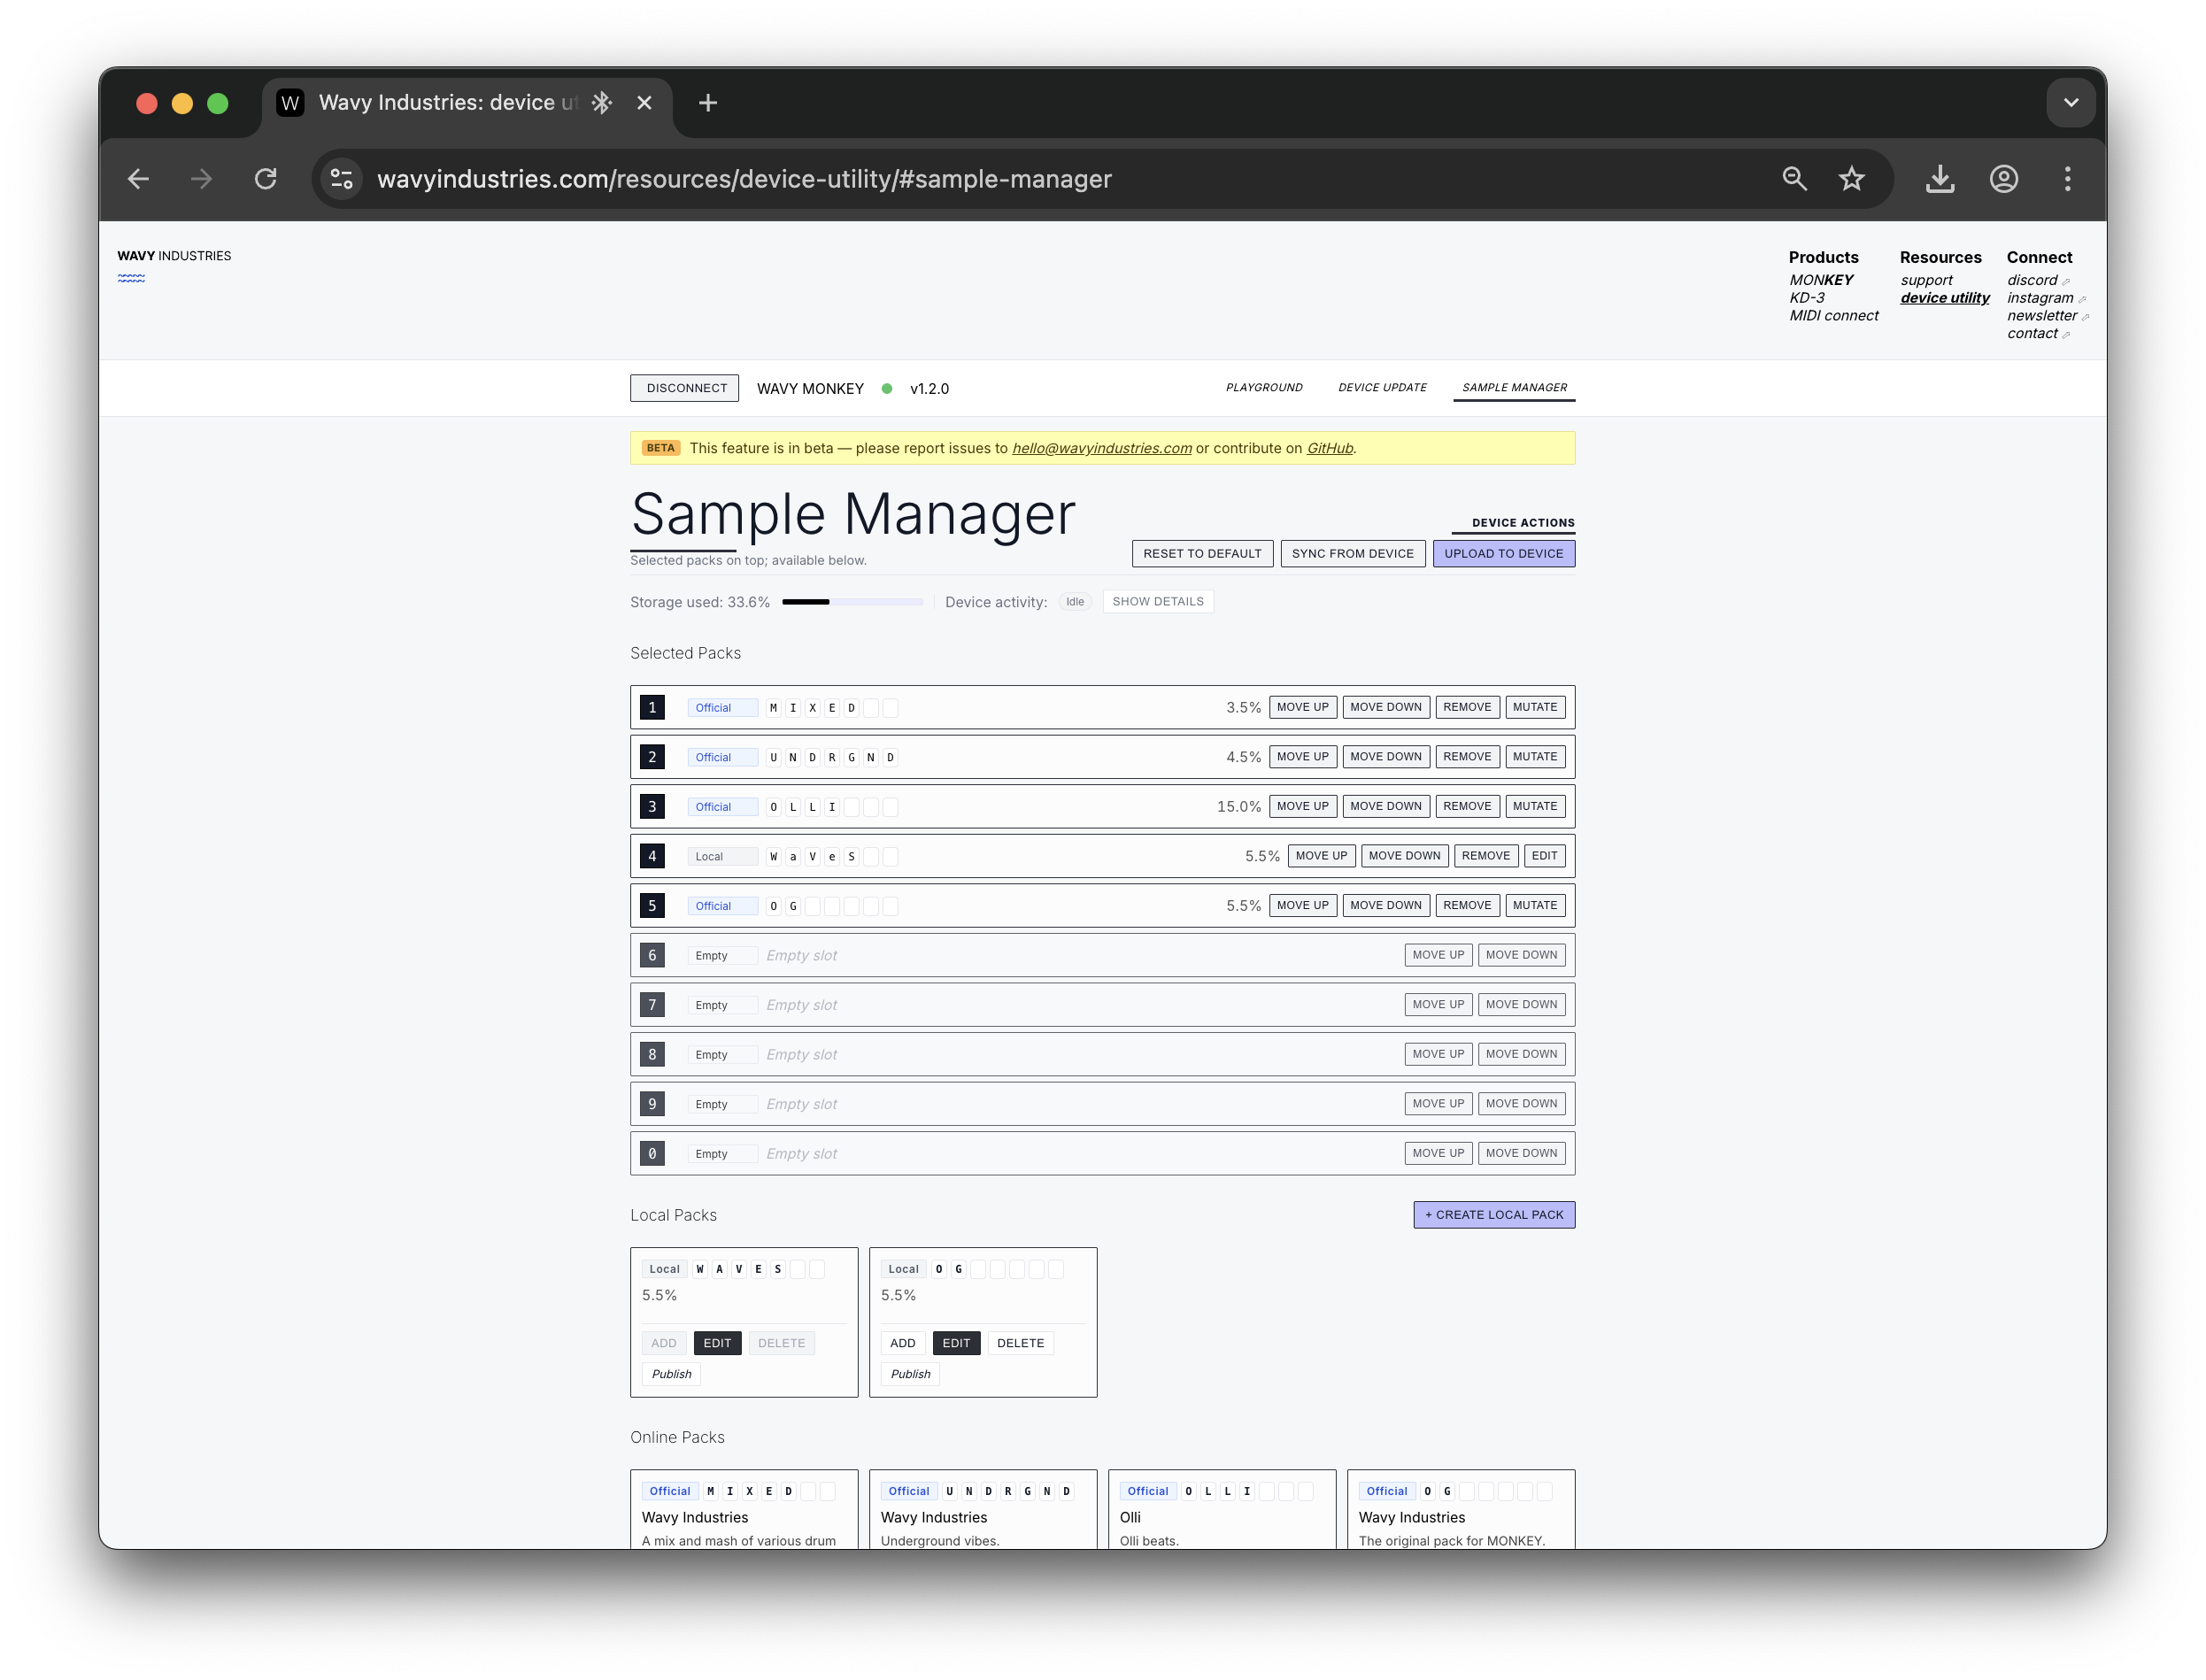 Wavy Industries: device ut
wavyindustries.com/resources/device-utility/#sample-manager
WAVY INDUSTRIES
Products
MONKEY
KD-3
MIDI connect
Resources
support
device utility
Connect
discord
instagram
newsletter
contact
DISCONNECT WAVY MONKEY v1.2.0 PLAYGROUND DEVICE UPDATE SAMPLE MANAGER
BETA This feature is in beta — please report issues to hello@wavyindustries.com or contribute on GitHub.
Sample Manager
Selected packs on top; available below.
DEVICE ACTIONS
RESET TO DEFAULT SYNC FROM DEVICE UPLOAD TO DEVICE
Storage used: 33.6% Device activity: Idle SHOW DETAILS
Selected Packs
1 Official M I X E D 3.5% MOVE UP MOVE DOWN REMOVE MUTATE
2 Official U N D R G N D 4.5% MOVE UP MOVE DOWN REMOVE MUTATE
3 Official O L L I 15.0% MOVE UP MOVE DOWN REMOVE MUTATE
4 Local W a V e S 5.5% MOVE UP MOVE DOWN REMOVE EDIT
5 Official O G 5.5% MOVE UP MOVE DOWN REMOVE MUTATE
6 Empty Empty slot MOVE UP MOVE DOWN
7 Empty Empty slot MOVE UP MOVE DOWN
8 Empty Empty slot MOVE UP MOVE DOWN
9 Empty Empty slot MOVE UP MOVE DOWN
0 Empty Empty slot MOVE UP MOVE DOWN
Local Packs + CREATE LOCAL PACK
Local W A V E S
5.5%
ADD EDIT DELETE
Publish
Local O G
5.5%
ADD EDIT DELETE
Publish
Online Packs
Official M I X E D
Wavy Industries
A mix and mash of various drum
Official U N D R G N D
Wavy Industries
Underground vibes.
Official O L L I
Olli
Olli beats.
Official O G
Wavy Industries
The original pack for MONKEY.